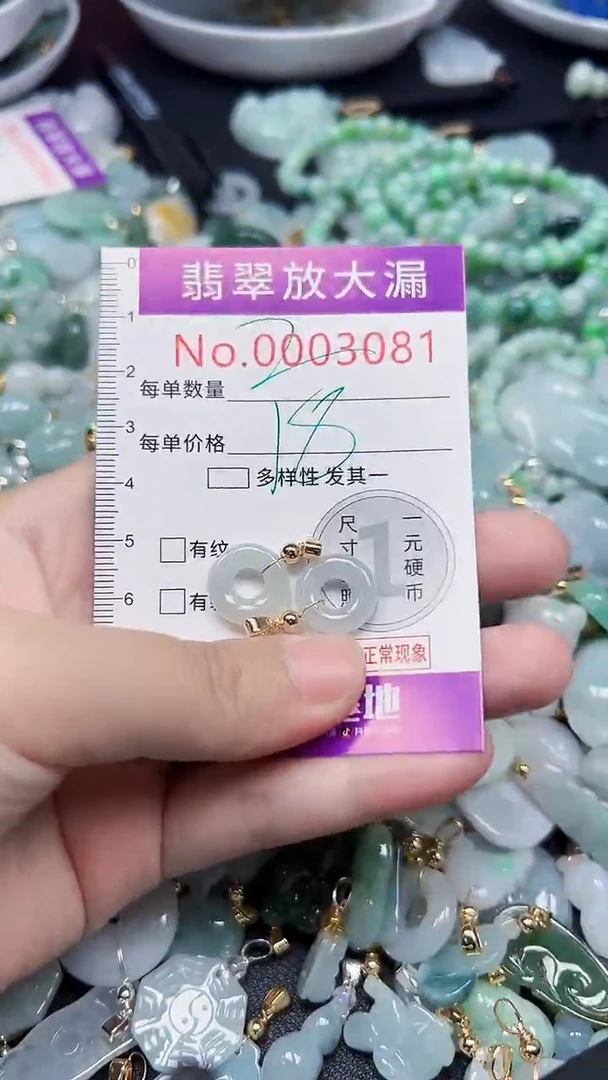 翡翠放大漏
No.0003081
每单数量 2
每单价格 18
多样性 发其一
有纹
尺寸
一元硬币
1
有
正常现象
地
0
1
2
3
4
5
6